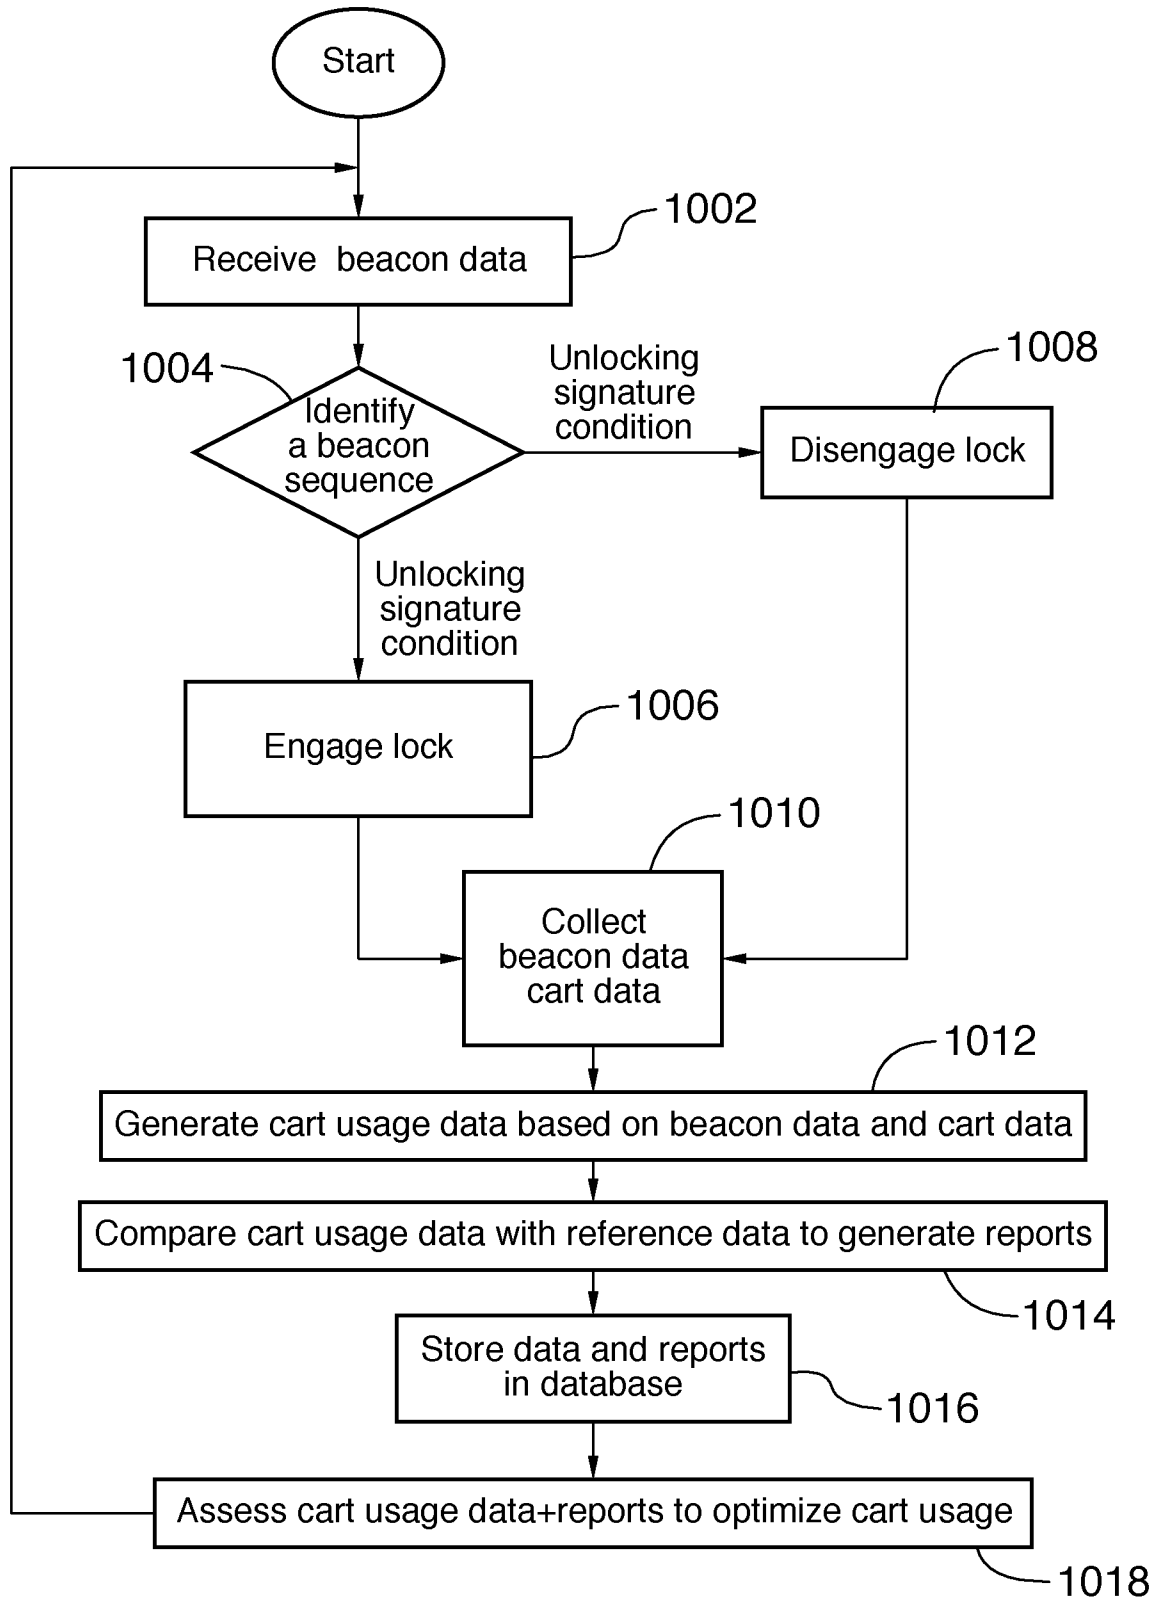 Start
1002
Receive beacon data
1004
Identify
a beacon
sequence
Unlocking
signature
condition
1008
Disengage lock
Unlocking
signature
condition
Engage lock
1006
1010
Collect
beacon data
cart data
1012
Generate cart usage data based on beacon data and cart data
Compare cart usage data with reference data to generate reports
1014
Store data and reports
in database
1016
Assess cart usage data+reports to optimize cart usage
1018